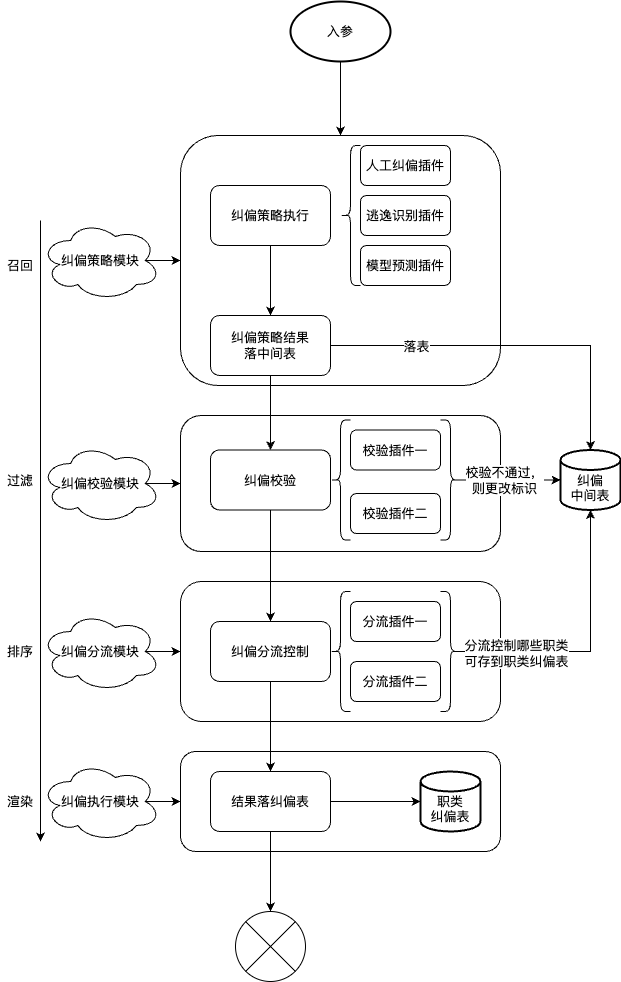 入参
人工纠偏插件
纠偏策略执行
逃逸识别插件
召回
纠偏策略模块
模型预测插件
纠偏策略结果
落中间表
落表
校验插件一
过滤
纠偏校验模块
纠偏校验
校验不通过，
则更改标识
纠偏
中间表
校验插件二
分流插件一
排序
纠偏分流模块
纠偏分流控制
分流控制哪些职类
可存到职类纠偏表
分流插件二
渲染
纠偏执行模块
结果落纠偏表
职类
纠偏表